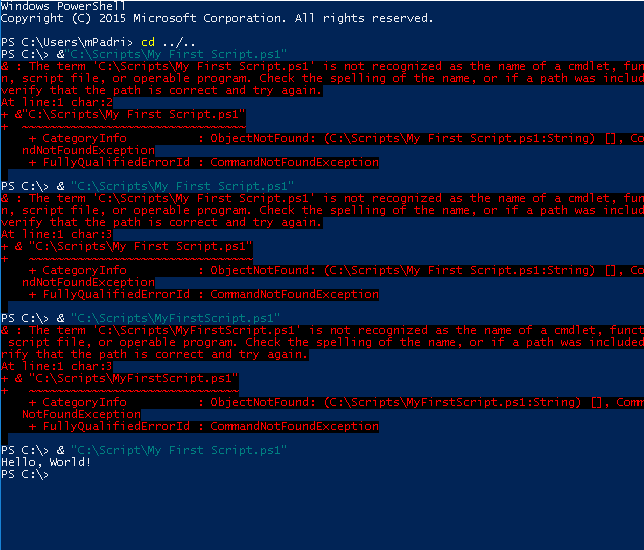 Windows PowerShell
Copyright (C) 2015 Microsoft Corporation. All rights reserved.
PS C:\Users\mPadri> cd ../..
PS C:\> &"C:\Scripts\My First Script.ps1"
& : The term 'C:\Scripts\My First Script.ps1' is not recognized as the name of a cmdlet, func
n, script file, or operable program. Check the spelling of the name, or if a path was includ
verify that the path is correct and try again.
At line:1 char:2
+ &"C:\Scripts\My First Script.ps1"
+  ~~~~~~~~~~~~~~~~~~~~~~~~~~~~~~~~
    + CategoryInfo          : ObjectNotFound: (C:\Scripts\My First Script.ps1:String) [], Co
   ndNotFoundException
    + FullyQualifiedErrorId : CommandNotFoundException
PS C:\> & "C:\Scripts\My First Script.ps1"
& : The term 'C:\Scripts\My First Script.ps1' is not recognized as the name of a cmdlet, func
n, script file, or operable program. Check the spelling of the name, or if a path was includ
verify that the path is correct and try again.
At line:1 char:3
+ & "C:\Scripts\My First Script.ps1"
+   ~~~~~~~~~~~~~~~~~~~~~~~~~~~~~~~~
    + CategoryInfo          : ObjectNotFound: (C:\Scripts\My First Script.ps1:String) [], Co
   ndNotFoundException
    + FullyQualifiedErrorId : CommandNotFoundException
PS C:\> & "C:\Scripts\MyFirstScript.ps1"
& : The term 'C:\Scripts\MyFirstScript.ps1' is not recognized as the name of a cmdlet, funct
 script file, or operable program. Check the spelling of the name, or if a path was included
rify that the path is correct and try again.
At line:1 char:3
+ & "C:\Scripts\MyFirstScript.ps1"
+   ~~~~~~~~~~~~~~~~~~~~~~~~~~~~~~
    + CategoryInfo          : ObjectNotFound: (C:\Scripts\MyFirstScript.ps1:String) [], Comm
   NotFoundException
    + FullyQualifiedErrorId : CommandNotFoundException
PS C:\> & "C:\Script\My First Script.ps1"
Hello, World!
PS C:\>